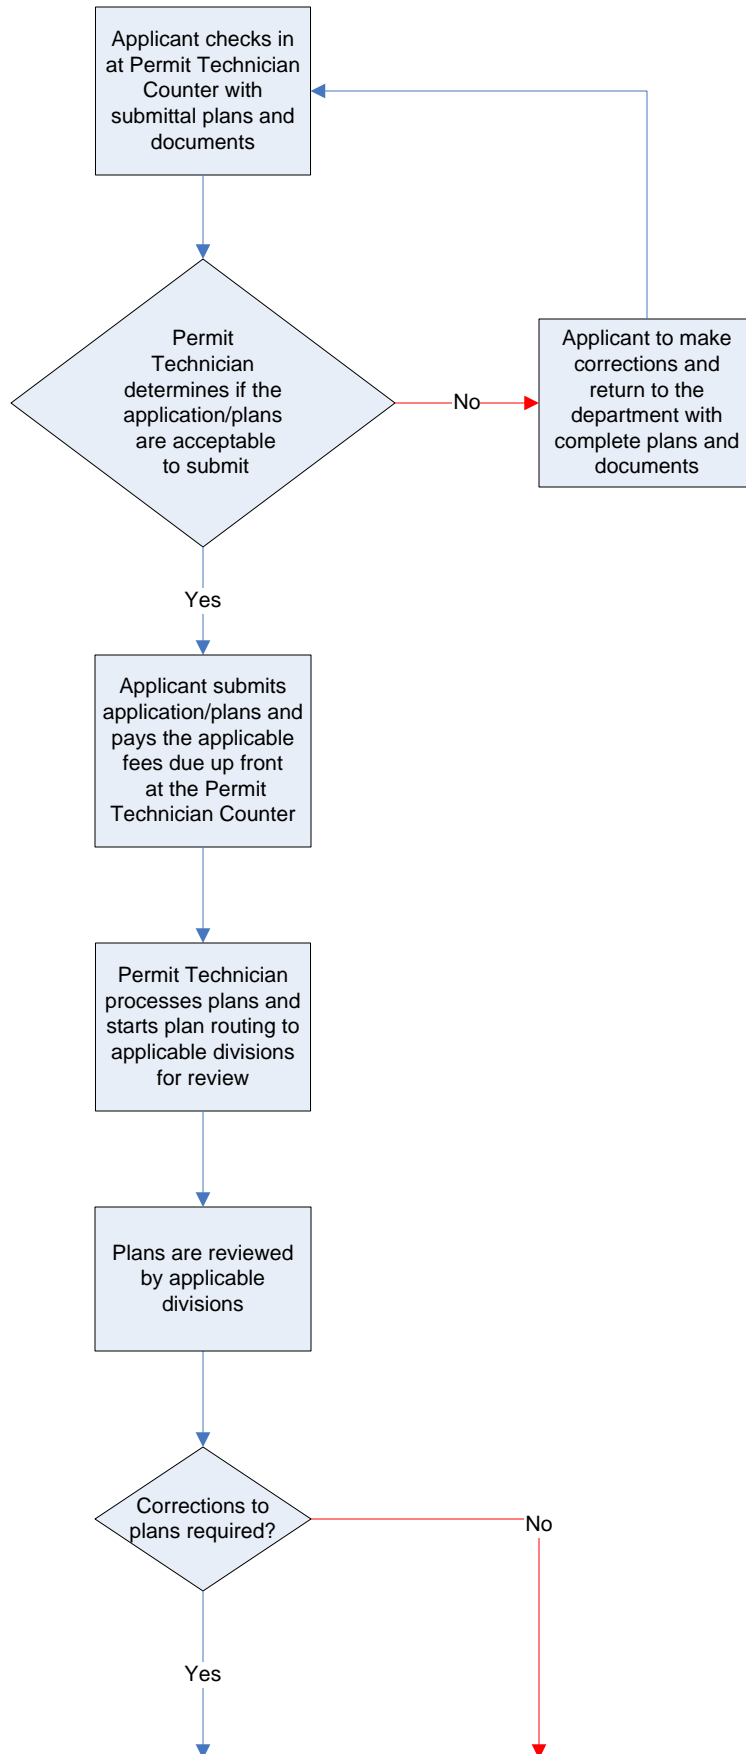 Applicant checks in
at Permit Technician
Counter with
submittal plans and
documents
Permit
Technician
determines if the
application/plans
are acceptable
to submit
No
Applicant to make
corrections and
return to the
department with
complete plans and
documents
Yes
Applicant submits
application/plans and
pays the applicable
fees due up front
at the Permit
Technician Counter
Permit Technician
processes plans and
starts plan routing to
applicable divisions
for review
Plans are reviewed
by applicable
divisions
Corrections to
plans required?
No
Yes